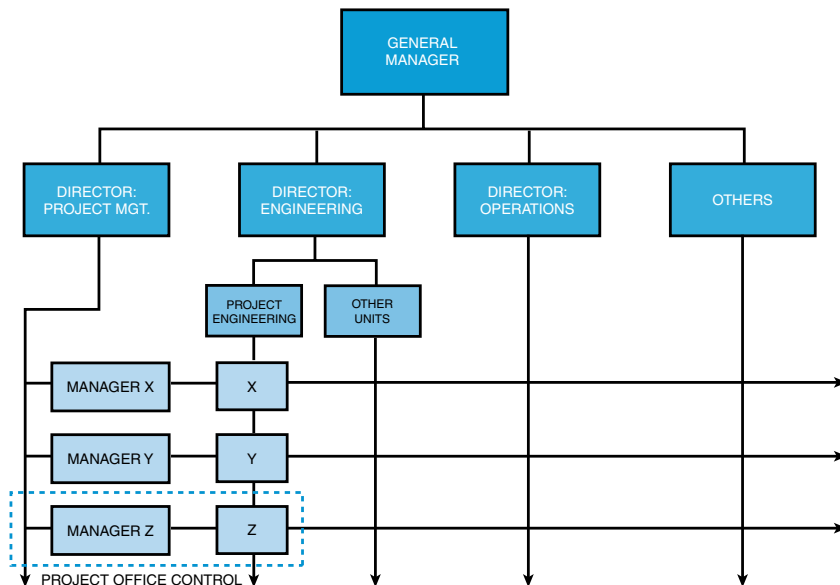 GENERAL
MANAGER
DIRECTOR:
PROJECT MGT.
DIRECTOR:
ENGINEERING
DIRECTOR:
OPERATIONS
OTHERS
PROJECT
ENGINEERING
OTHER
UNITS
MANAGER X
X
MANAGER Y
Y
MANAGER Z
Z
PROJECT OFFICE CONTROL